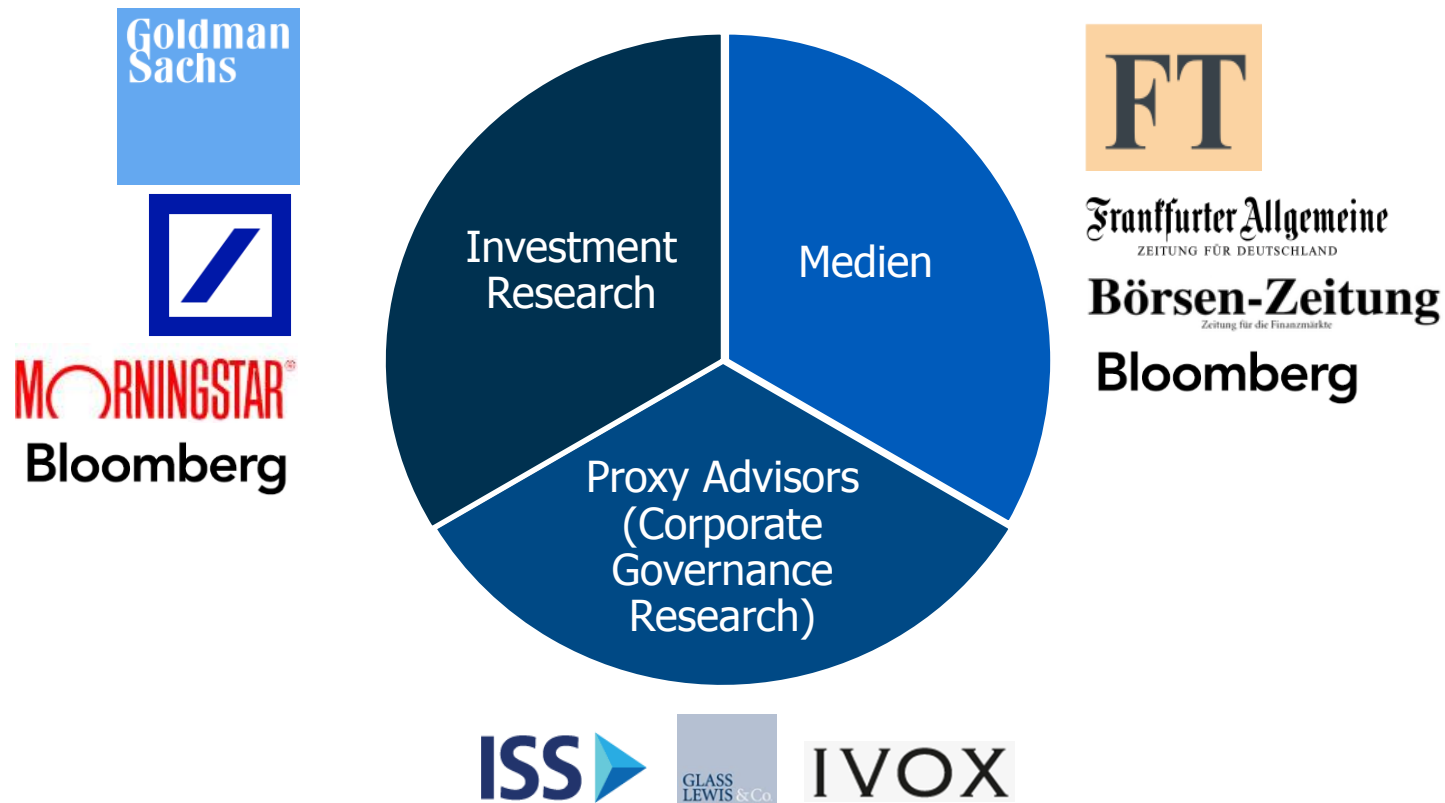 Goldman
Sachs
MORNINGSTAR®
Bloomberg
Investment
Research
Medien
Proxy Advisors
(Corporate
Governance
Research)
FT
Frankfurter Allgemeine
ZEITUNG FÜR DEUTSCHLAND
Börsen-Zeitung
Zeitung für die Finanzmärkte
Bloomberg
ISS
GLASS
LEWIS & Co
IVOX